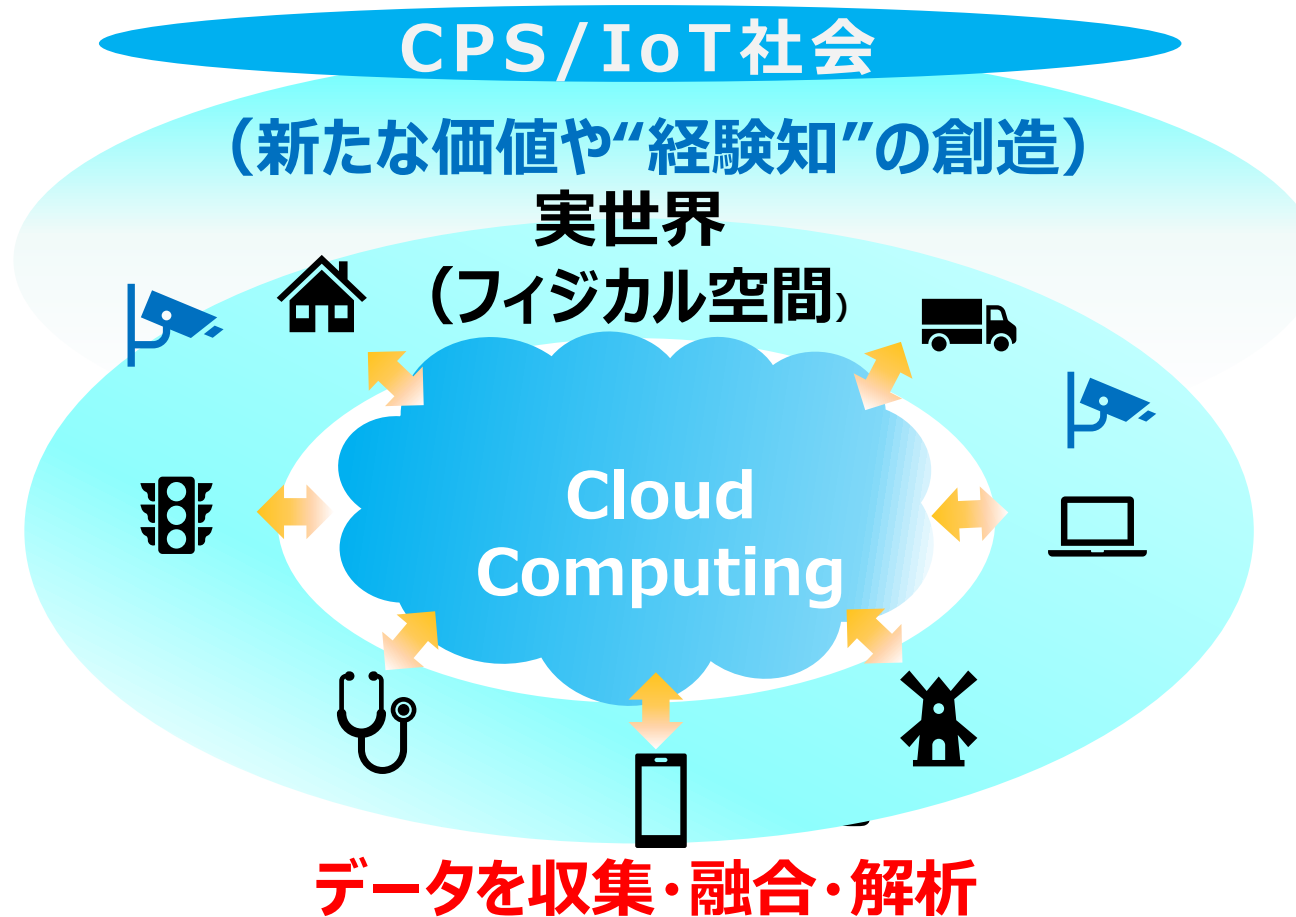 CPS/IoT社会
（新たな価値や“経験知”の創造）
実世界
（フィジカル空間）
Cloud
Computing
データを収集・融合・解析